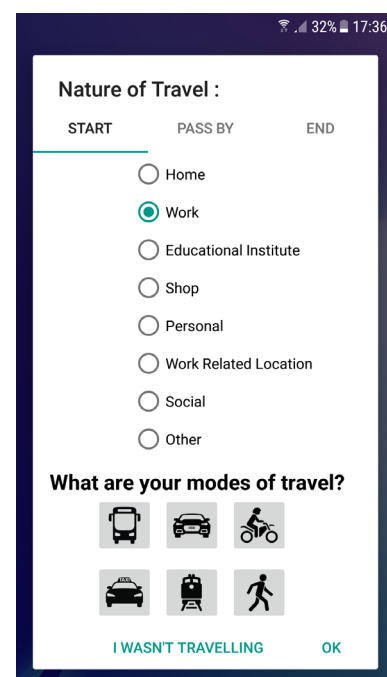 32% 17:36
Nature of Travel :
START PASS BY END
Home
Work
Educational Institute
Shop
Personal
Work Related Location
Social
Other
What are your modes of travel?
TAXI
I WASN'T TRAVELLING OK